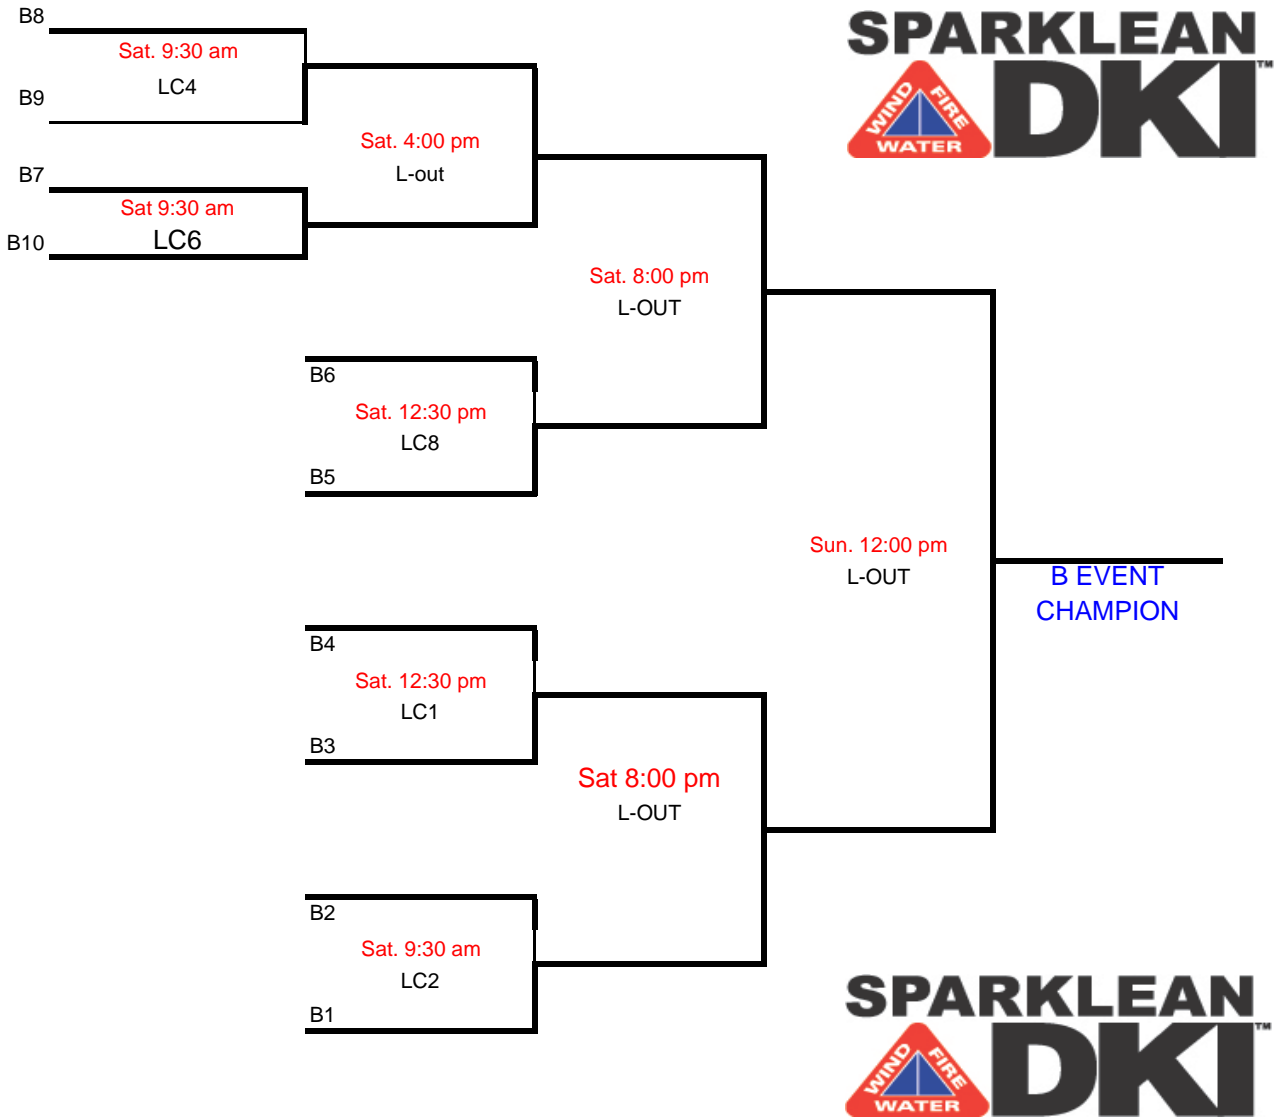 B8
Sat. 9:30 am
LC4
B9
SPARKLEAN
DKI™
WIND FIRE
WATER
Sat. 4:00 pm
L-out
B7
Sat 9:30 am
LC6
B10
Sat. 8:00 pm
L-OUT
B6
Sat. 12:30 pm
LC8
B5
Sun. 12:00 pm
L-OUT
B EVENT
CHAMPION
B4
Sat. 12:30 pm
LC1
B3
Sat 8:00 pm
L-OUT
B2
Sat. 9:30 am
LC2
B1
SPARKLEAN
DKI™
WIND FIRE
WATER